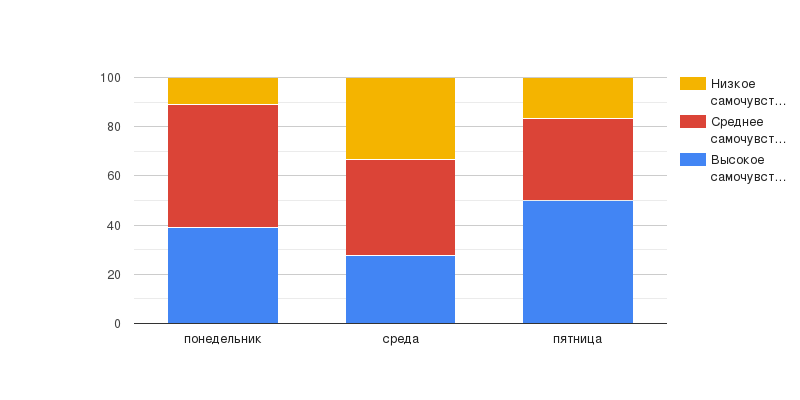 100
80
60
40
20
0
понедельник
среда
пятница
Низкое
самочувст...
Среднее
самочувст...
Высокое
самочувст...